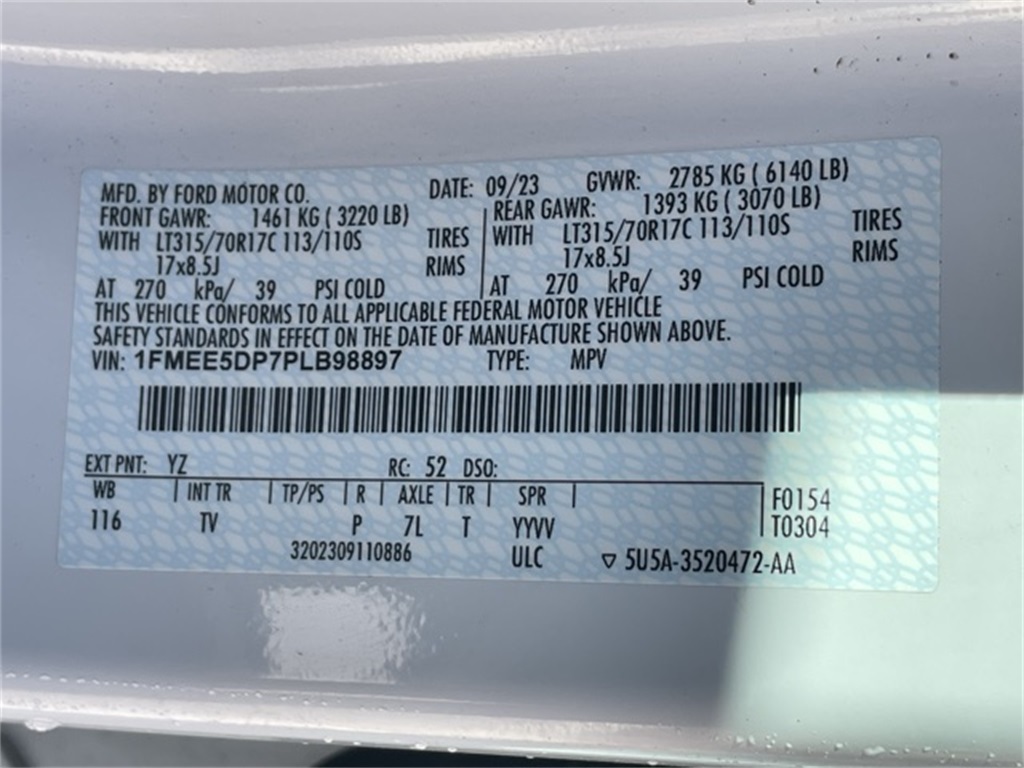 MFD. BY FORD MOTOR CO. DATE: 09/23 GVWR: 2785 KG ( 6140 LB)
FRONT GAWR: 1461 KG ( 3220 LB) REAR GAWR: 1393 KG ( 3070 LB)
WITH LT315/70R17C 113/110S TIRES WITH LT315/70R17C 113/110S TIRES
17x8.5J RIMS 17x8.5J RIMS
AT 270 kPa/ 39 PSI COLD AT 270 kPa/ 39 PSI COLD
THIS VEHICLE CONFORMS TO ALL APPLICABLE FEDERAL MOTOR VEHICLE
SAFETY STANDARDS IN EFFECT ON THE DATE OF MANUFACTURE SHOWN ABOVE.
VIN: 1FMEE5DP7PLB98897 TYPE: MPV
EXT PNT: YZ RC: 52 DSO:
WB | INT TR | TP/PS | R | AXLE | TR | SPR | F0154
116 TV P 7L T YYVV T0304
3202309110886 ULC ▽ 5U5A-3520472-AA